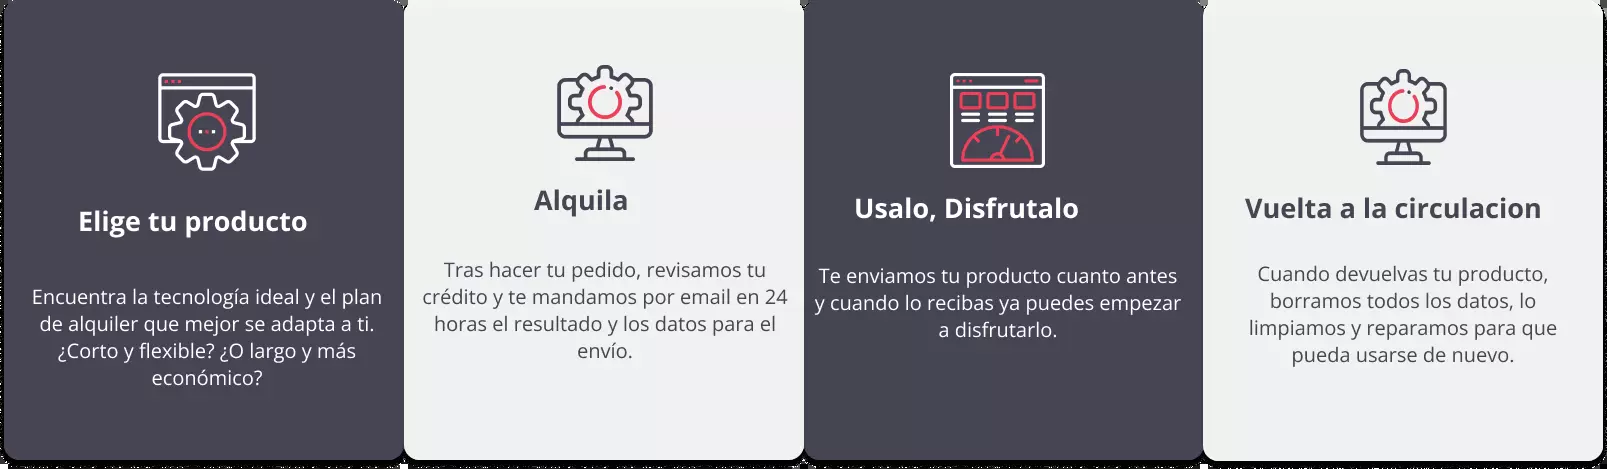 Elige tu producto
Encuentra la tecnología ideal y el plan
de alquiler que mejor se adapta a ti.
¿Corto y flexible? ¿O largo y más
económico?
Alquila
Tras hacer tu pedido, revisamos tu
crédito y te mandamos por email en 24
horas el resultado y los datos para el
envío.
Usalo, Disfrutalo
Te enviamos tu producto cuanto antes
y cuando lo recibas ya puedes empezar
a disfrutarlo.
Vuelta a la circulacion
Cuando devuelvas tu producto,
borramos todos los datos, lo
limpiamos y reparamos para que
pueda usarse de nuevo.